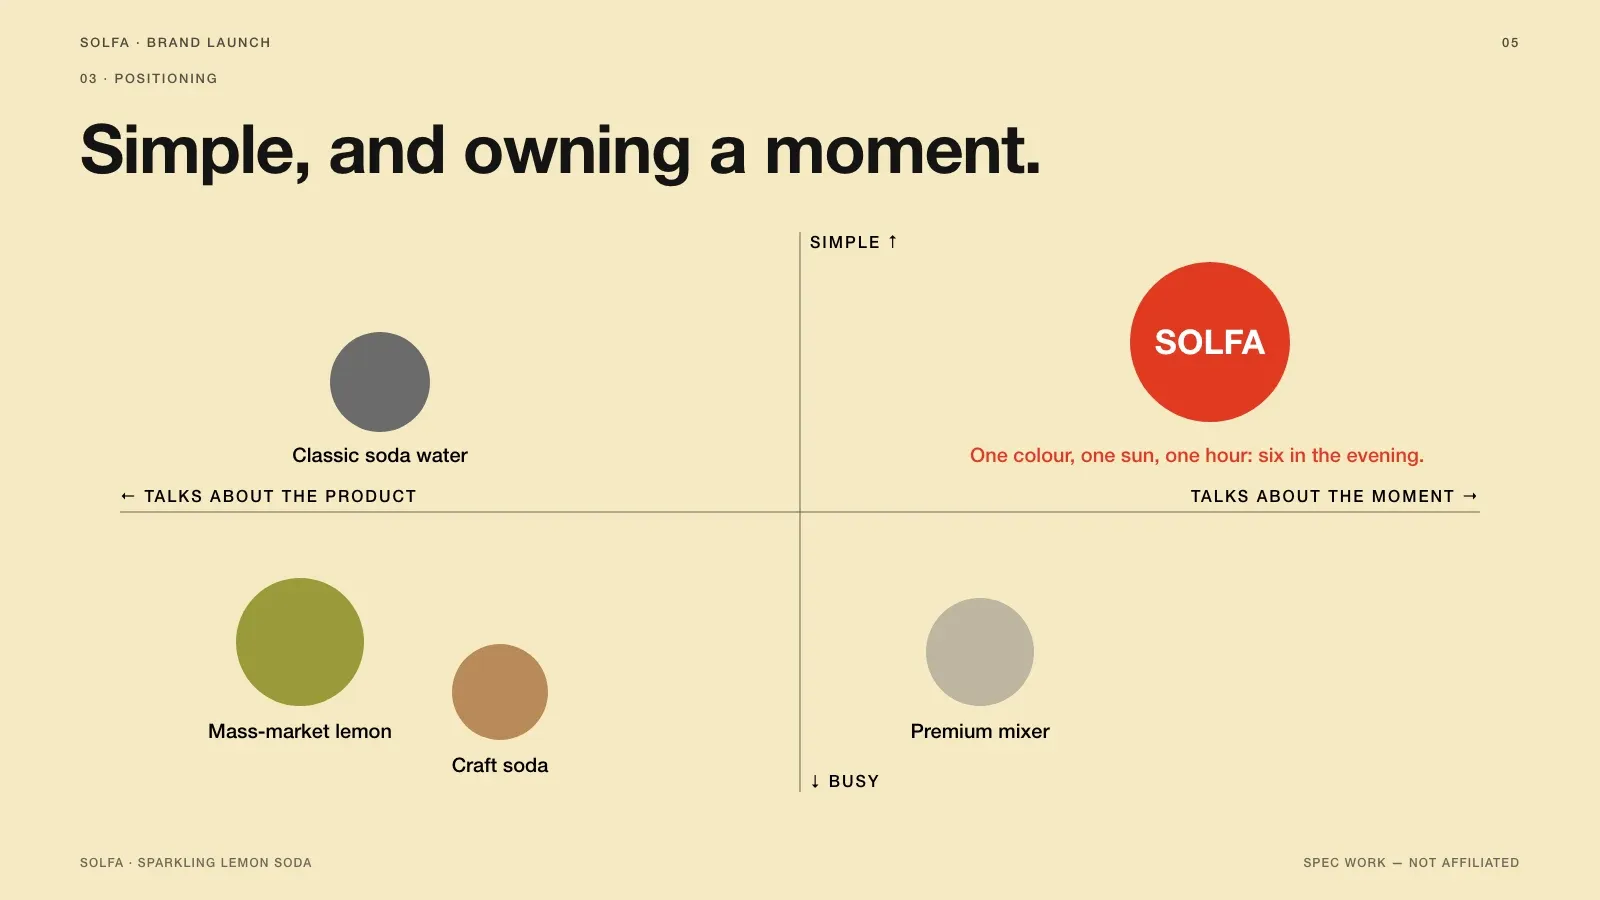 SOLFA · BRAND LAUNCH
05
03 · POSITIONING
Simple, and owning a moment.
SIMPLE ↑
SOLFA
Classic soda water
One colour, one sun, one hour: six in the evening.
← TALKS ABOUT THE PRODUCT
TALKS ABOUT THE MOMENT →
Mass-market lemon
Premium mixer
Craft soda
↓ BUSY
SOLFA · SPARKLING LEMON SODA
SPEC WORK — NOT AFFILIATED